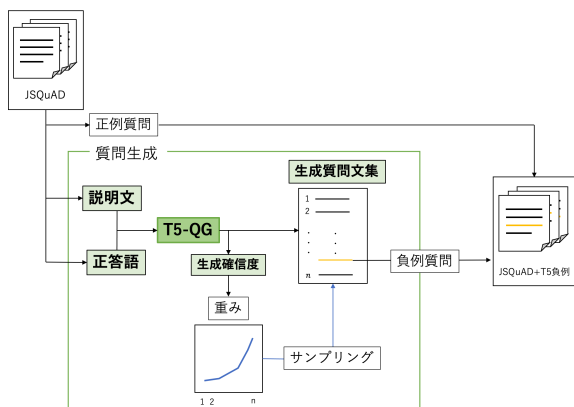 JSQuAD
正例質問
質問生成
生成質問文集
説明文
1
2
T5-QG
正答語
生成確信度
n
負例質問
JSQuAD+T5負例
重み
サンプリング
1 2 n